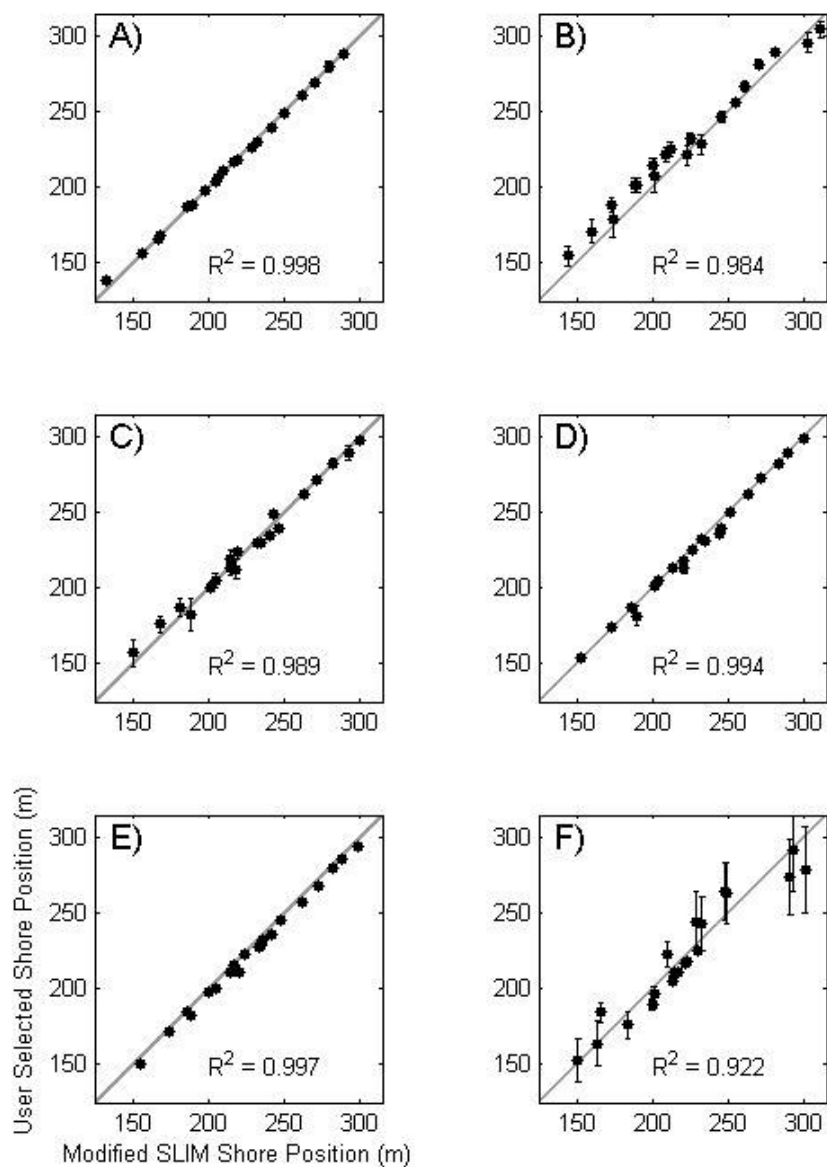 A)
300
250
200
150
R² = 0.998
150 200 250 300
B)
300
250
200
150
R² = 0.984
150 200 250 300
C)
300
250
200
150
R² = 0.989
150 200 250 300
D)
300
250
200
150
R² = 0.994
150 200 250 300
E)
300
250
200
150
R² = 0.997
150 200 250 300
F)
300
250
200
150
R² = 0.922
150 200 250 300
User Selected Shore Position (m)
Modified SLIM Shore Position (m)